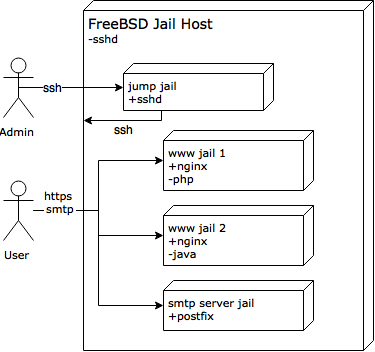 FreeBSD Jail Host
-sshd
ssh
jump jail
+sshd
Admin
ssh
www jail 1
+nginx
-php
https
smtp
User
www jail 2
+nginx
-java
smtp server jail
+postfix